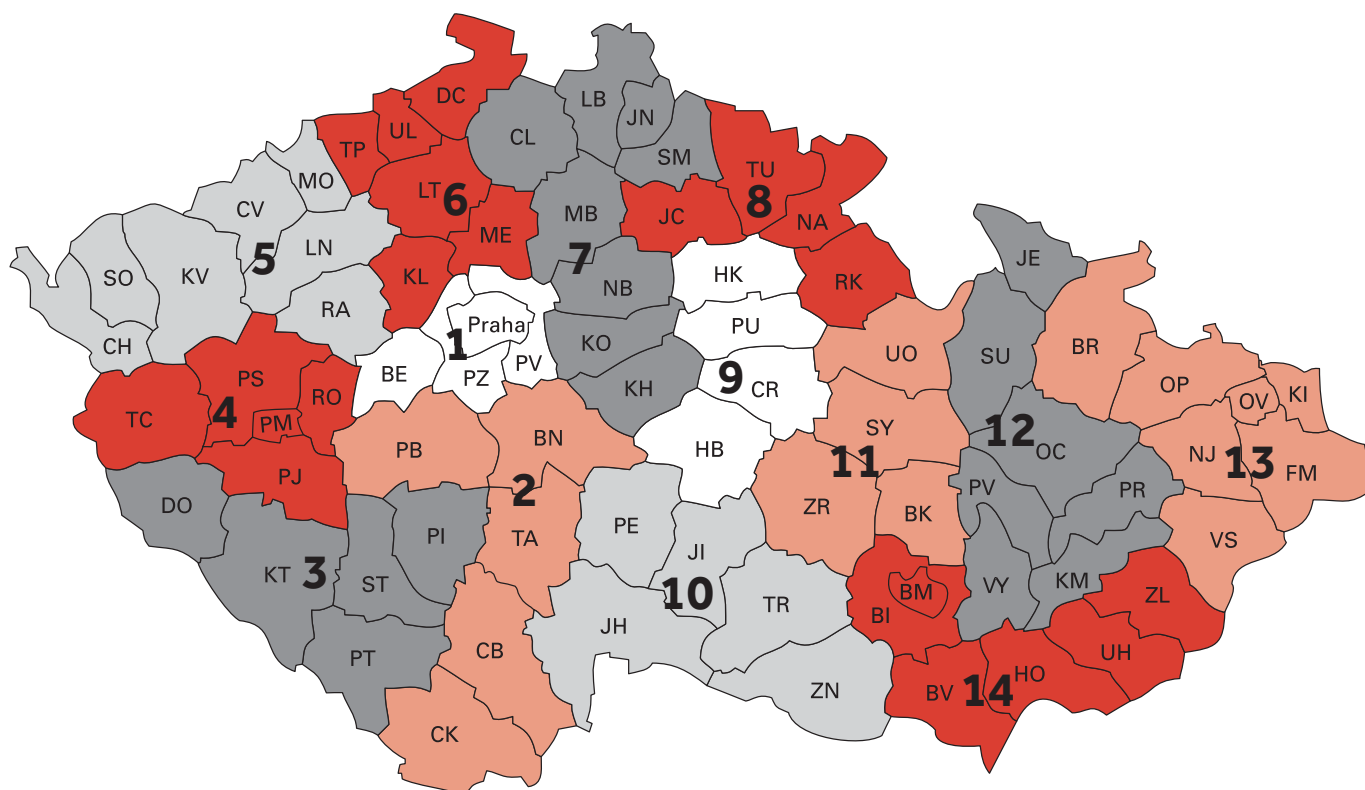 DC
LB
JN
UL
CL
TP
SM
TU
MO
LT
6
8
CV
MB
JC
NA
ME
LN
5
7
SO
KV
KL
HK
JE
NB
RK
RA
Praha
PU
1
KO
CH
UO
SU
BR
BE
PZ
PV
PS
9
CR
KH
OP
OV
KI
RO
TC
4
PM
SY
12
BN
PB
HB
11
OC
NJ
13
FM
PJ
2
PV
PR
DO
ZR
BK
PE
PI
TA
JI
VS
KT
3
ST
10
TR
BM
BI
VY
KM
ZL
JH
CB
PT
UH
ZN
BV
14
HO
CK